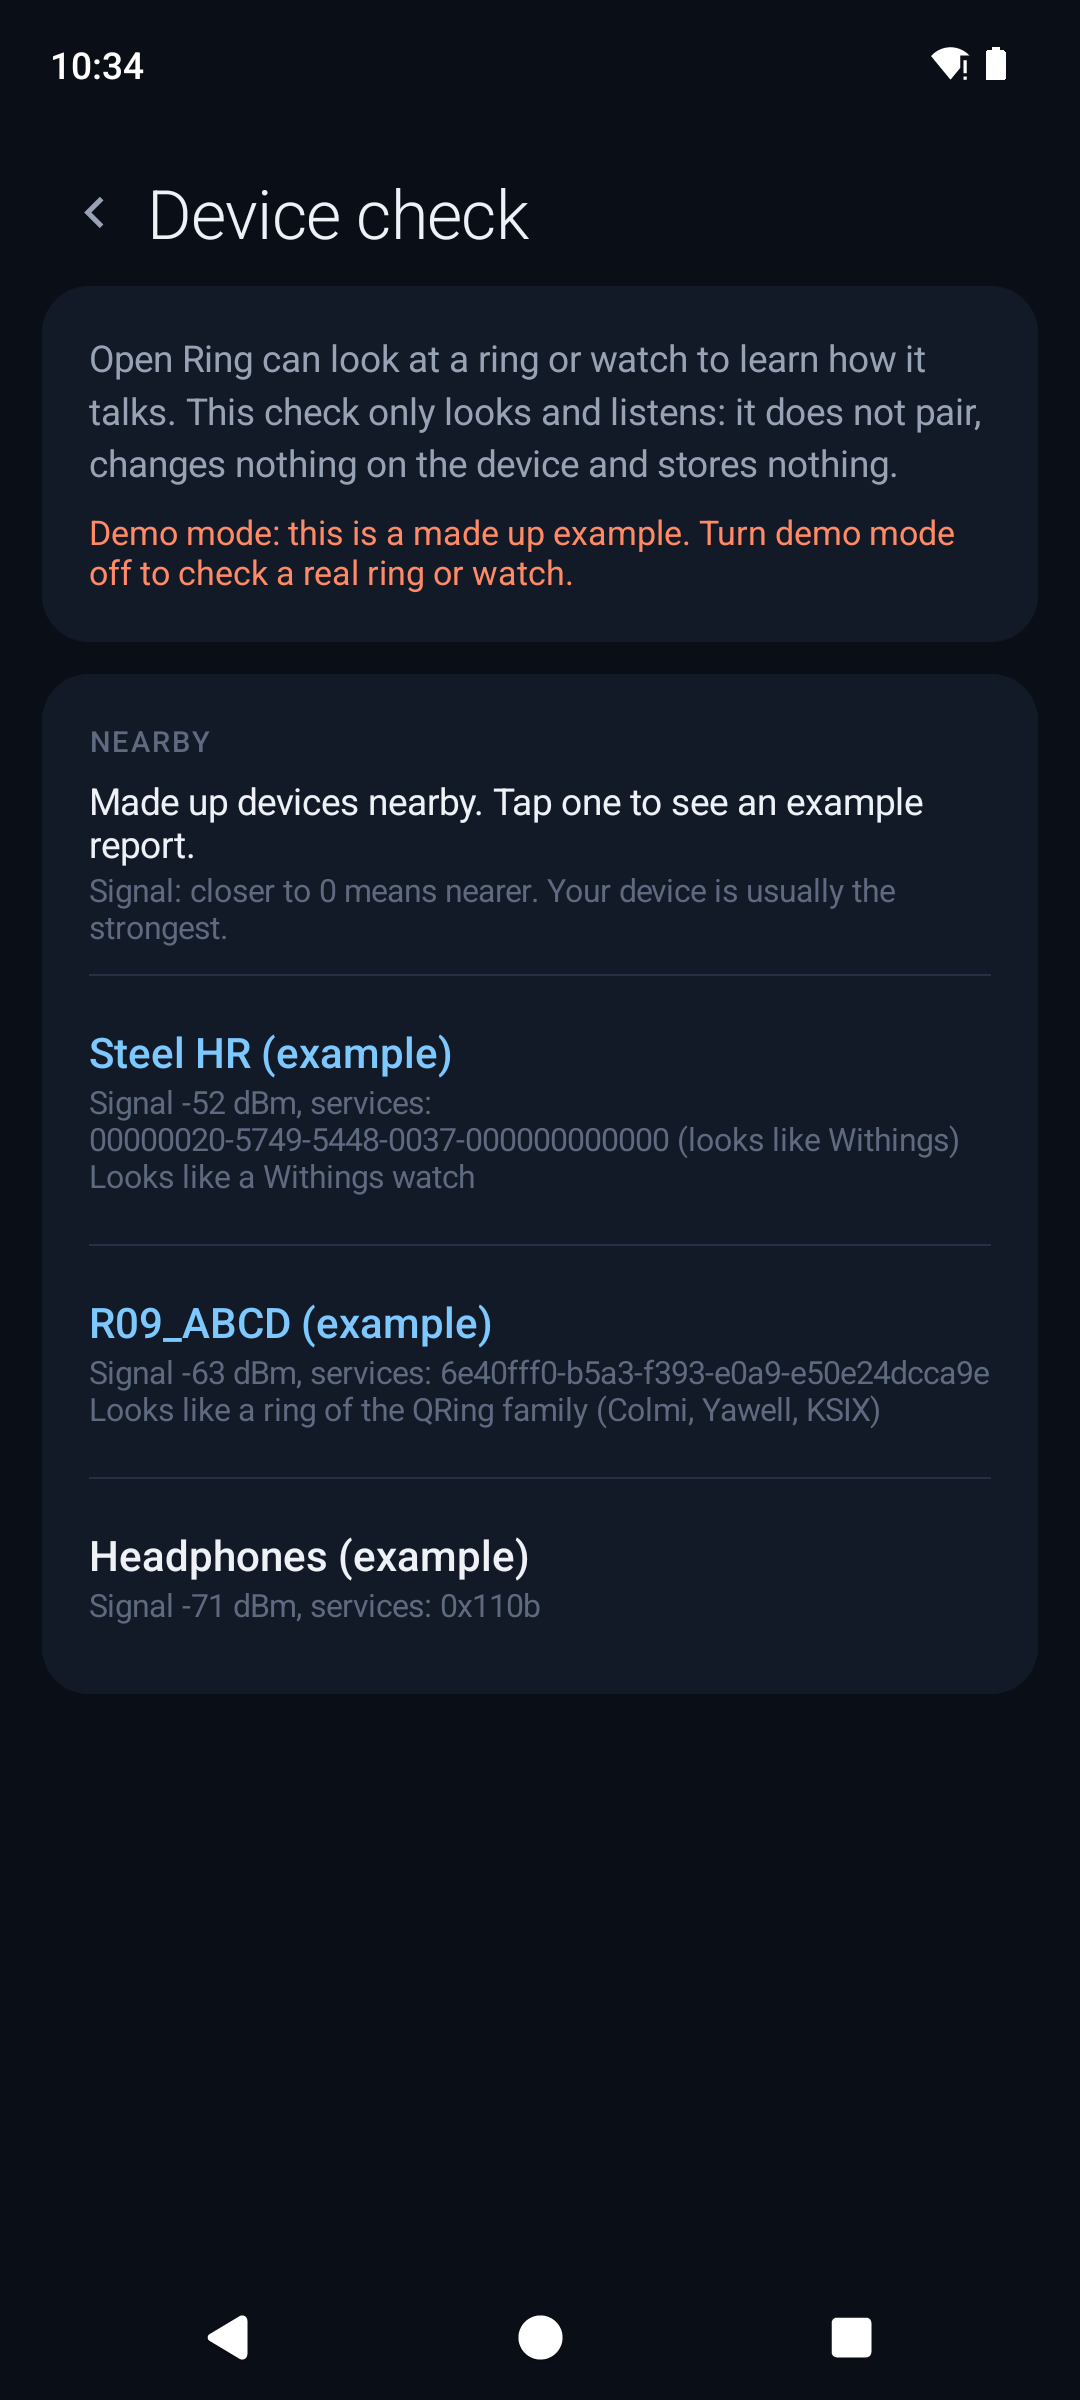 10:34
Device check
Open Ring can look at a ring or watch to learn how it
talks. This check only looks and listens: it does not pair,
changes nothing on the device and stores nothing.
Demo mode: this is a made up example. Turn demo mode
off to check a real ring or watch.
NEARBY
Made up devices nearby. Tap one to see an example
report.
Signal: closer to 0 means nearer. Your device is usually the
strongest.
Steel HR (example)
Signal -52 dBm, services:
00000020-5749-5448-0037-000000000000 (looks like Withings)
Looks like a Withings watch
R09_ABCD (example)
Signal -63 dBm, services: 6e40fff0-b5a3-f393-e0a9-e50e24dcca9e
Looks like a ring of the QRing family (Colmi, Yawell, KSIX)
Headphones (example)
Signal -71 dBm, services: 0x110b